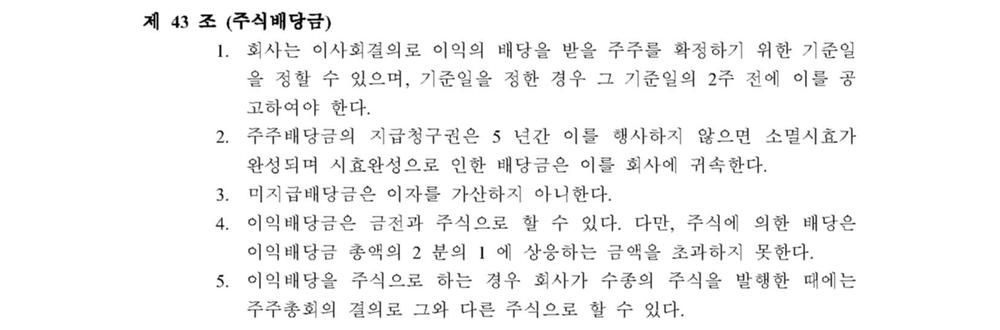 제 43 조 (주식배당금)
1. 회사는 이사회결의로 이익의 배당을 받을 주주를 확정하기 위한 기준일
을 정할 수 있으며, 기준일을 정한 경우 그 기준일의 2주 전에 이를 공
고하여야 한다.
2. 주주배당금의 지급청구권은 5 년간 이를 행사하지 않으면 소멸시효가
완성되며 시효완성으로 인한 배당금은 이를 회사에 귀속한다.
3. 미지급배당금은 이자를 가산하지 아니한다.
4. 이익배당금은 금전과 주식으로 할 수 있다. 다만, 주식에 의한 배당은
이익배당금 총액의 2 분의 1 에 상응하는 금액을 초과하지 못한다.
5. 이익배당을 주식으로 하는 경우 회사가 수종의 주식을 발행한 때에는
주주총회의 결의로 그와 다른 주식으로 할 수 있다.